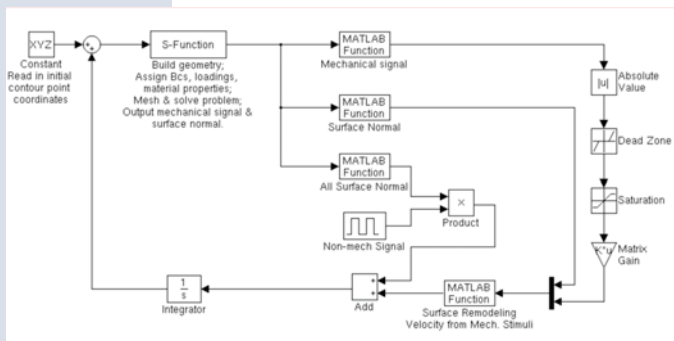 XYZ
Constant
Read in initial
contour point
coordinates
S-Function
Build geometry;
Assign Bcs, loadings,
material properties;
Mesh & solve problem;
Output mechanical signal &
surface normal.
MATLAB
Function
Mechanical signal
|u|
Absolute
Value
MATLAB
Function
Surface Normal
Dead Zone
MATLAB
Function
All Surface Normal
×
Product
Saturation
Non-mech Signal
K*u
Matrix
Gain
1
s
Integrator
+
+
Add
MATLAB
Function
Surface Remodeling
Velocity from Mech. Stimuli